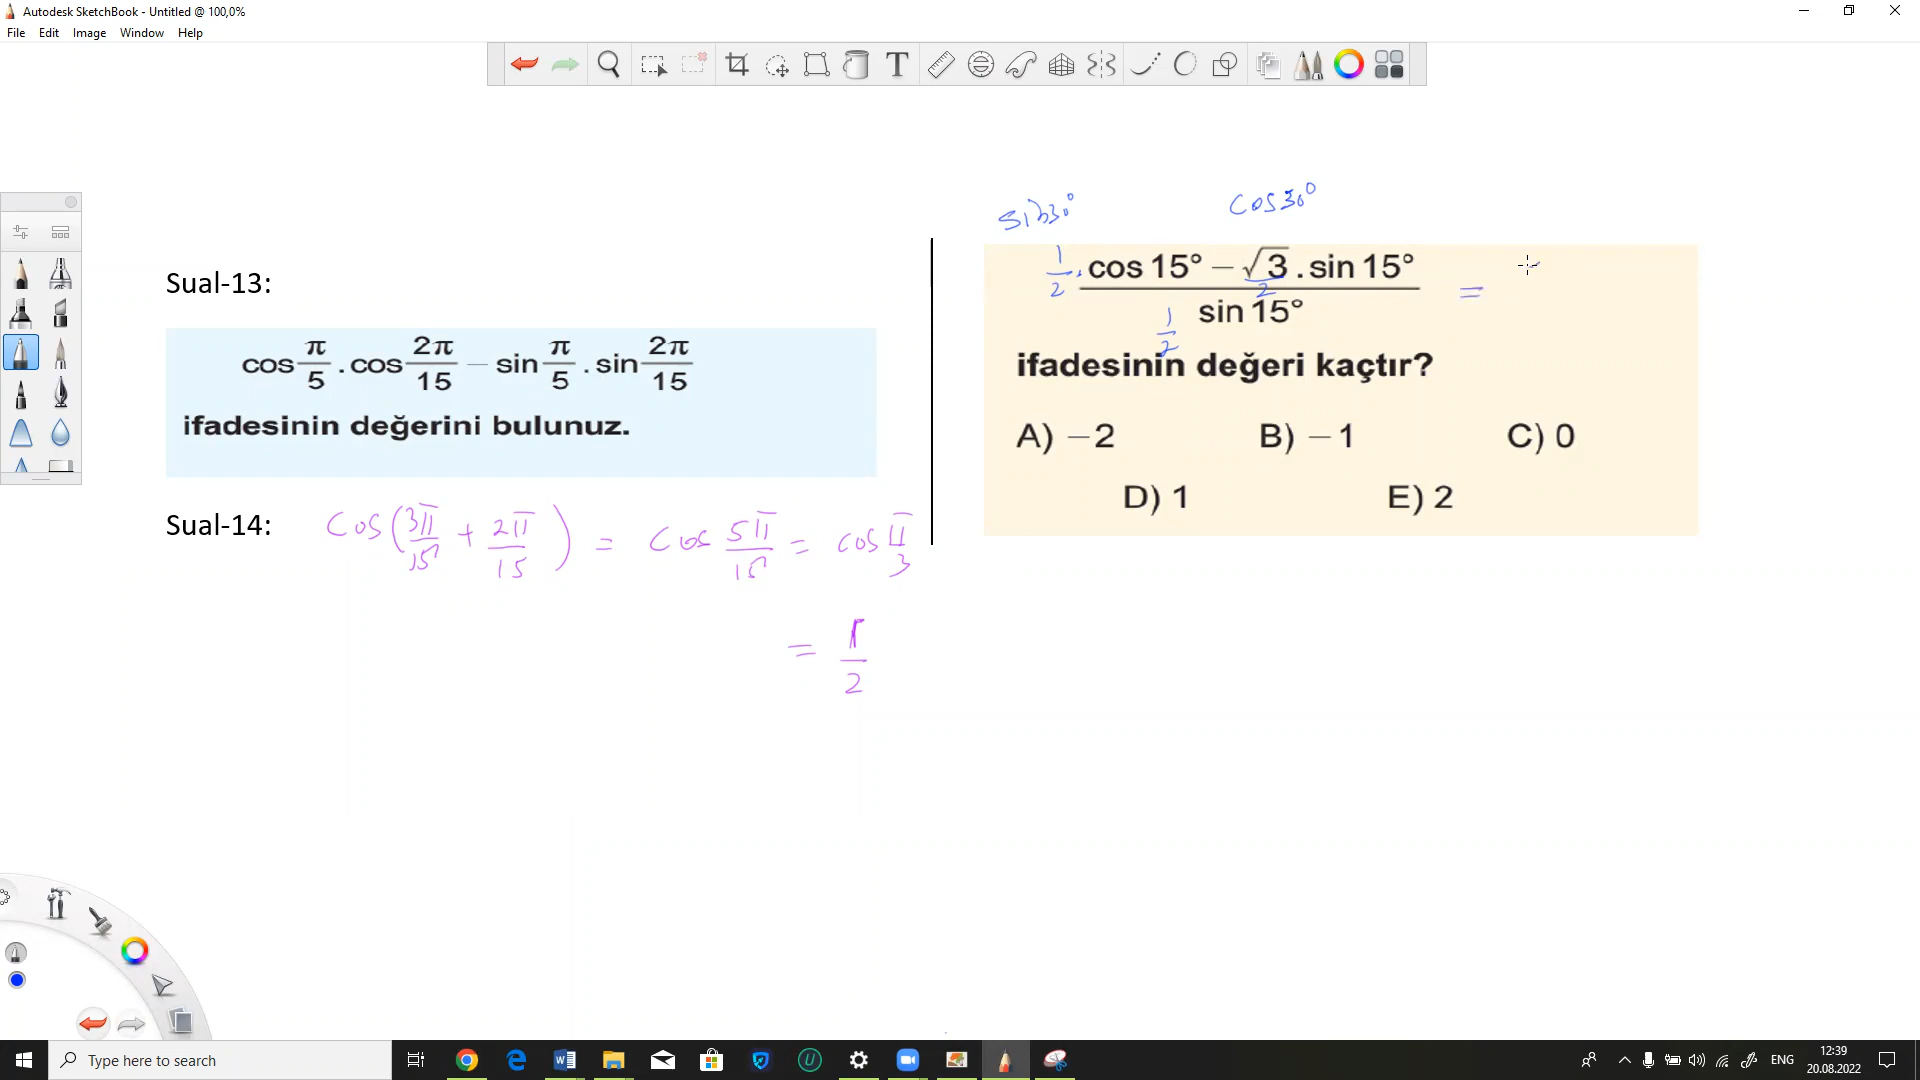 Autodesk SketchBook - Untitled @ 100,0%
File Edit Image Window Help
T
Sual-13:
cos π/5 . cos 2π/15 − sin π/5 . sin 2π/15
ifadesinin değerini bulunuz.
Sual-14:
cos(3π/15 + 2π/15) = cos 5π/15 = cos π/3
= 1/2
sin30° cos30°
1/2 . cos 15° − √3/2 . sin 15°
1/2 sin 15°
=
ifadesinin değeri kaçtır?
A) −2 B) −1 C) 0
D) 1 E) 2
Type here to search
ENG
12:39
20.08.2022